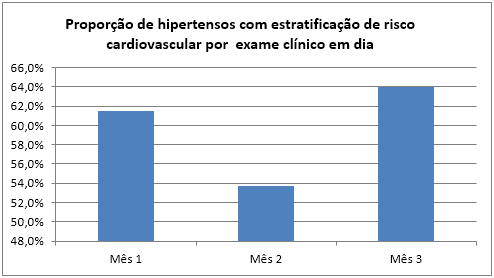 Proporção de hipertensos com estratificação de risco
cardiovascular por exame clínico em dia
66,0%
64,0%
62,0%
60,0%
58,0%
56,0%
54,0%
52,0%
50,0%
48,0%
Mês 1
Mês 2
Mês 3